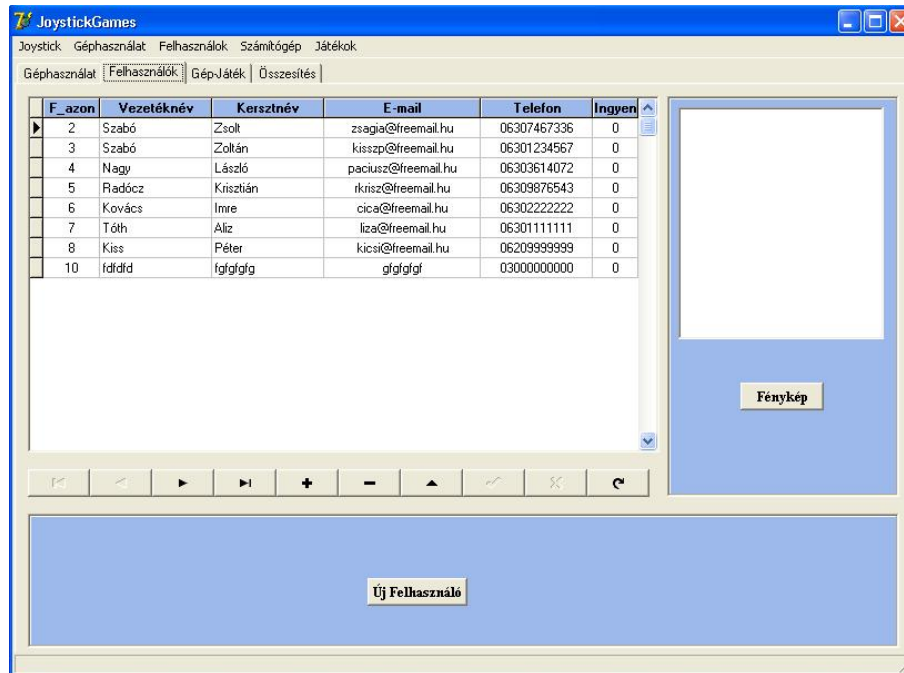 JoystickGames
Joystick Géphasználat Felhasználok Számítógép Játékok
Géphasználat Felhasználók Gép-Játék Összesítés
F_azon Vezetéknév Kersztnév E-mail Telefon Ingyen
2 Szabó Zsolt zsagia@freemail.hu 06307467336 0
3 Szabó Zoltán kisszp@freemail.hu 06301234567 0
4 Nagy László paciusz@freemail.hu 06303614072 0
5 Radócz Krisztián rkrisz@freemail.hu 06309876543 0
6 Kovács Imre cica@freemail.hu 06302222222 0
7 Tóth Aliz liza@freemail.hu 06301111111 0
8 Kiss Péter kicsi@freemail.hu 06209999999 0
10 fdfdfd fgfgfgfg gfgfgfgf 03000000000 0
Fénykép
Új Felhasználó